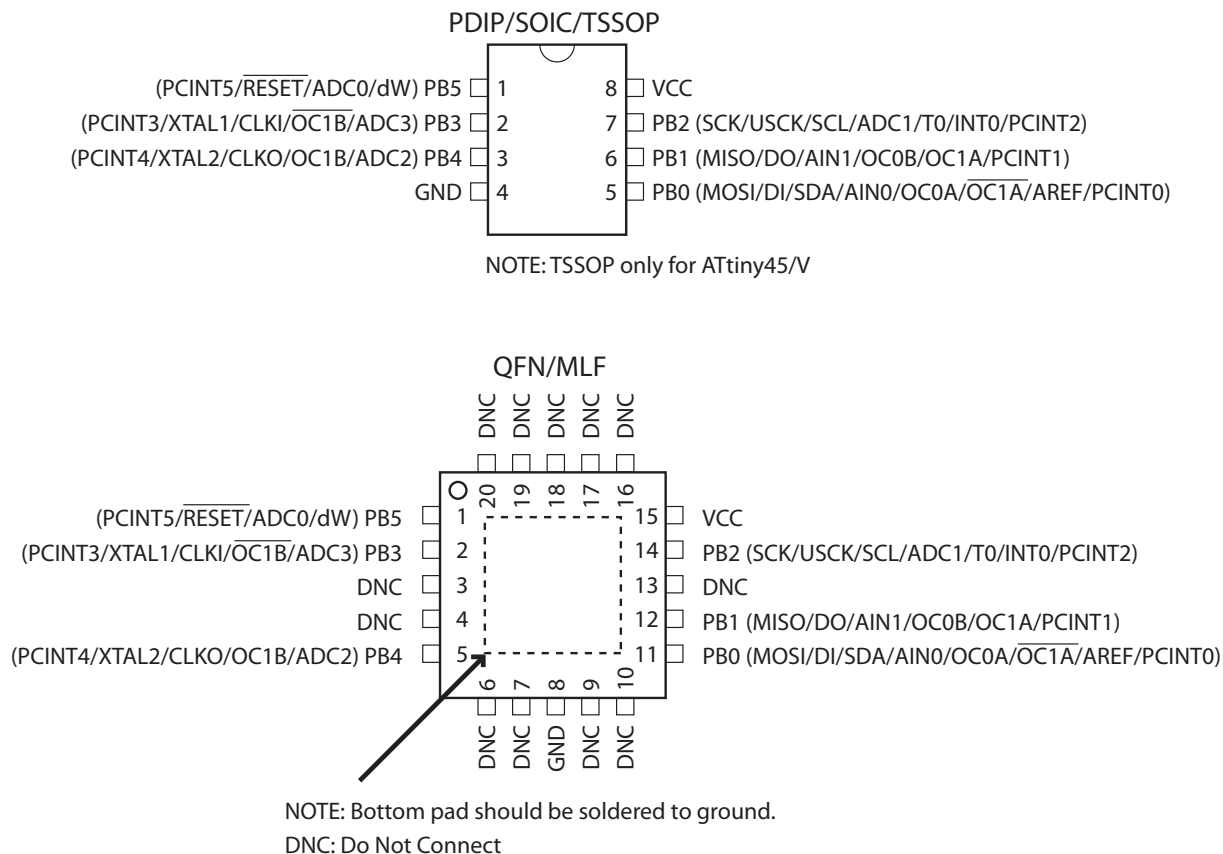 PDIP/SOIC/TSSOP
(PCINT5/RESET/ADC0/dW) PB5 1 8 VCC
(PCINT3/XTAL1/CLKI/OC1B/ADC3) PB3 2 7 PB2 (SCK/USCK/SCL/ADC1/T0/INT0/PCINT2)
(PCINT4/XTAL2/CLKO/OC1B/ADC2) PB4 3 6 PB1 (MISO/DO/AIN1/OC0B/OC1A/PCINT1)
GND 4 5 PB0 (MOSI/DI/SDA/AIN0/OC0A/OC1A/AREF/PCINT0)
NOTE: TSSOP only for ATtiny45/V
QFN/MLF
DNC DNC DNC DNC DNC
20 19 18 17 16
(PCINT5/RESET/ADC0/dW) PB5 1 15 VCC
(PCINT3/XTAL1/CLKI/OC1B/ADC3) PB3 2 14 PB2 (SCK/USCK/SCL/ADC1/T0/INT0/PCINT2)
DNC 3 13 DNC
DNC 4 12 PB1 (MISO/DO/AIN1/OC0B/OC1A/PCINT1)
(PCINT4/XTAL2/CLKO/OC1B/ADC2) PB4 5 11 PB0 (MOSI/DI/SDA/AIN0/OC0A/OC1A/AREF/PCINT0)
6 7 8 9 10
DNC DNC GND DNC DNC
NOTE: Bottom pad should be soldered to ground.
DNC: Do Not Connect